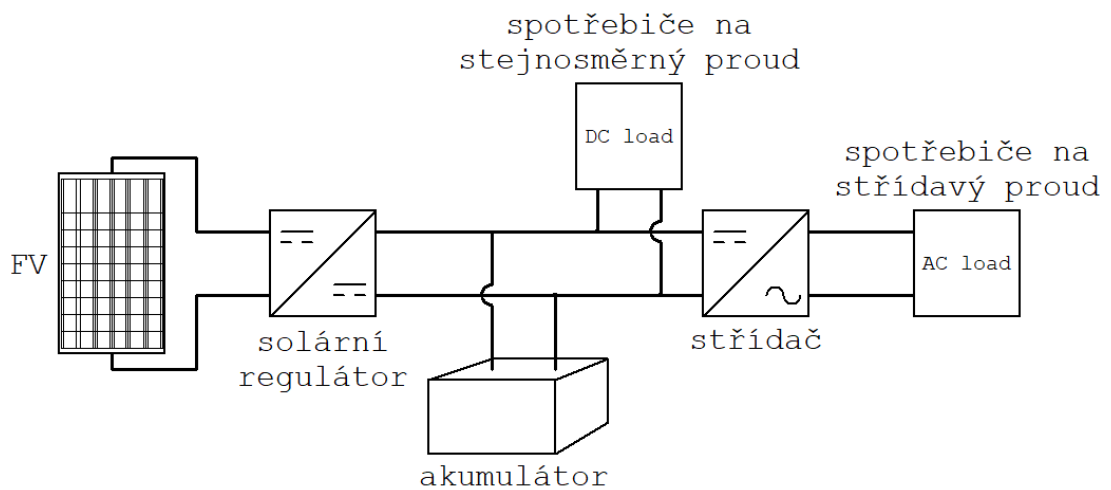 spotřebiče na
stejnosměrný proud
DC load
spotřebiče na
střídavý proud
FV
AC load
solární
regulátor
střídač
akumulátor